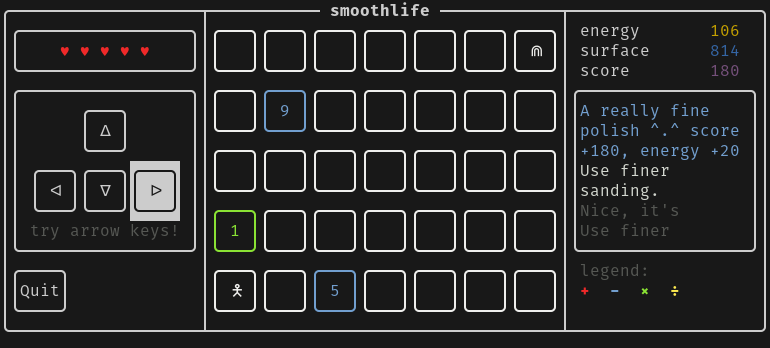 smoothlife
♥ ♥ ♥ ♥ ♥
Δ
◁ ∇ ▷
try arrow keys!
Quit
9
1
5
energy 106
surface 814
score 180
A really fine
polish ^.^ score
+180, energy +20
Use finer
sanding.
Nice, it's
Use finer
legend:
+ − × ÷